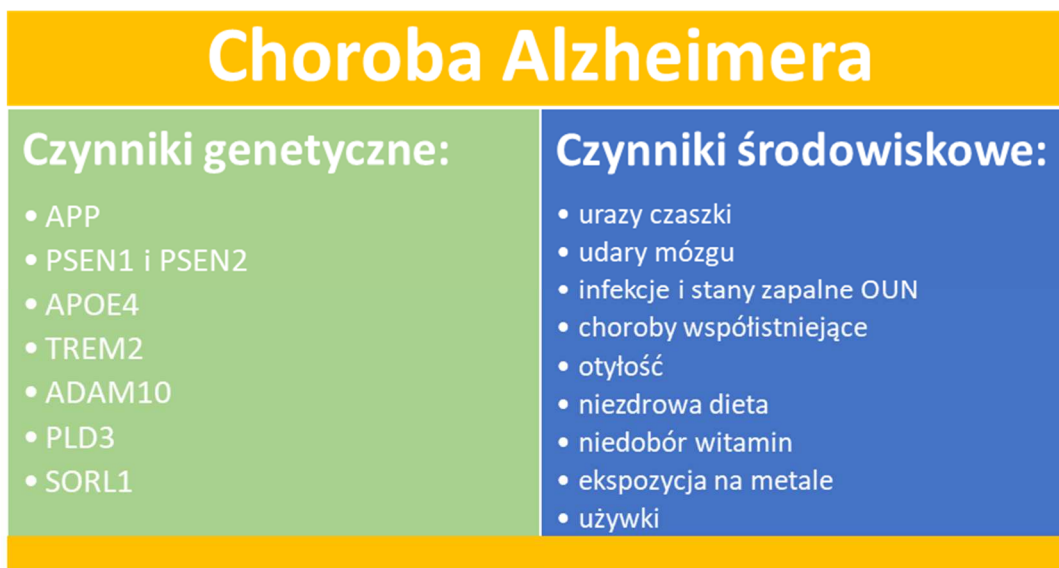 Choroba Alzheimera
Czynniki genetyczne:
• APP
• PSEN1 i PSEN2
• APOE4
• TREM2
• ADAM10
• PLD3
• SORL1
Czynniki środowiskowe:
• urazy czaszki
• udary mózgu
• infekcje i stany zapalne OUN
• choroby współistniejące
• otyłość
• niezdrowa dieta
• niedobór witamin
• ekspozycja na metale
• używki